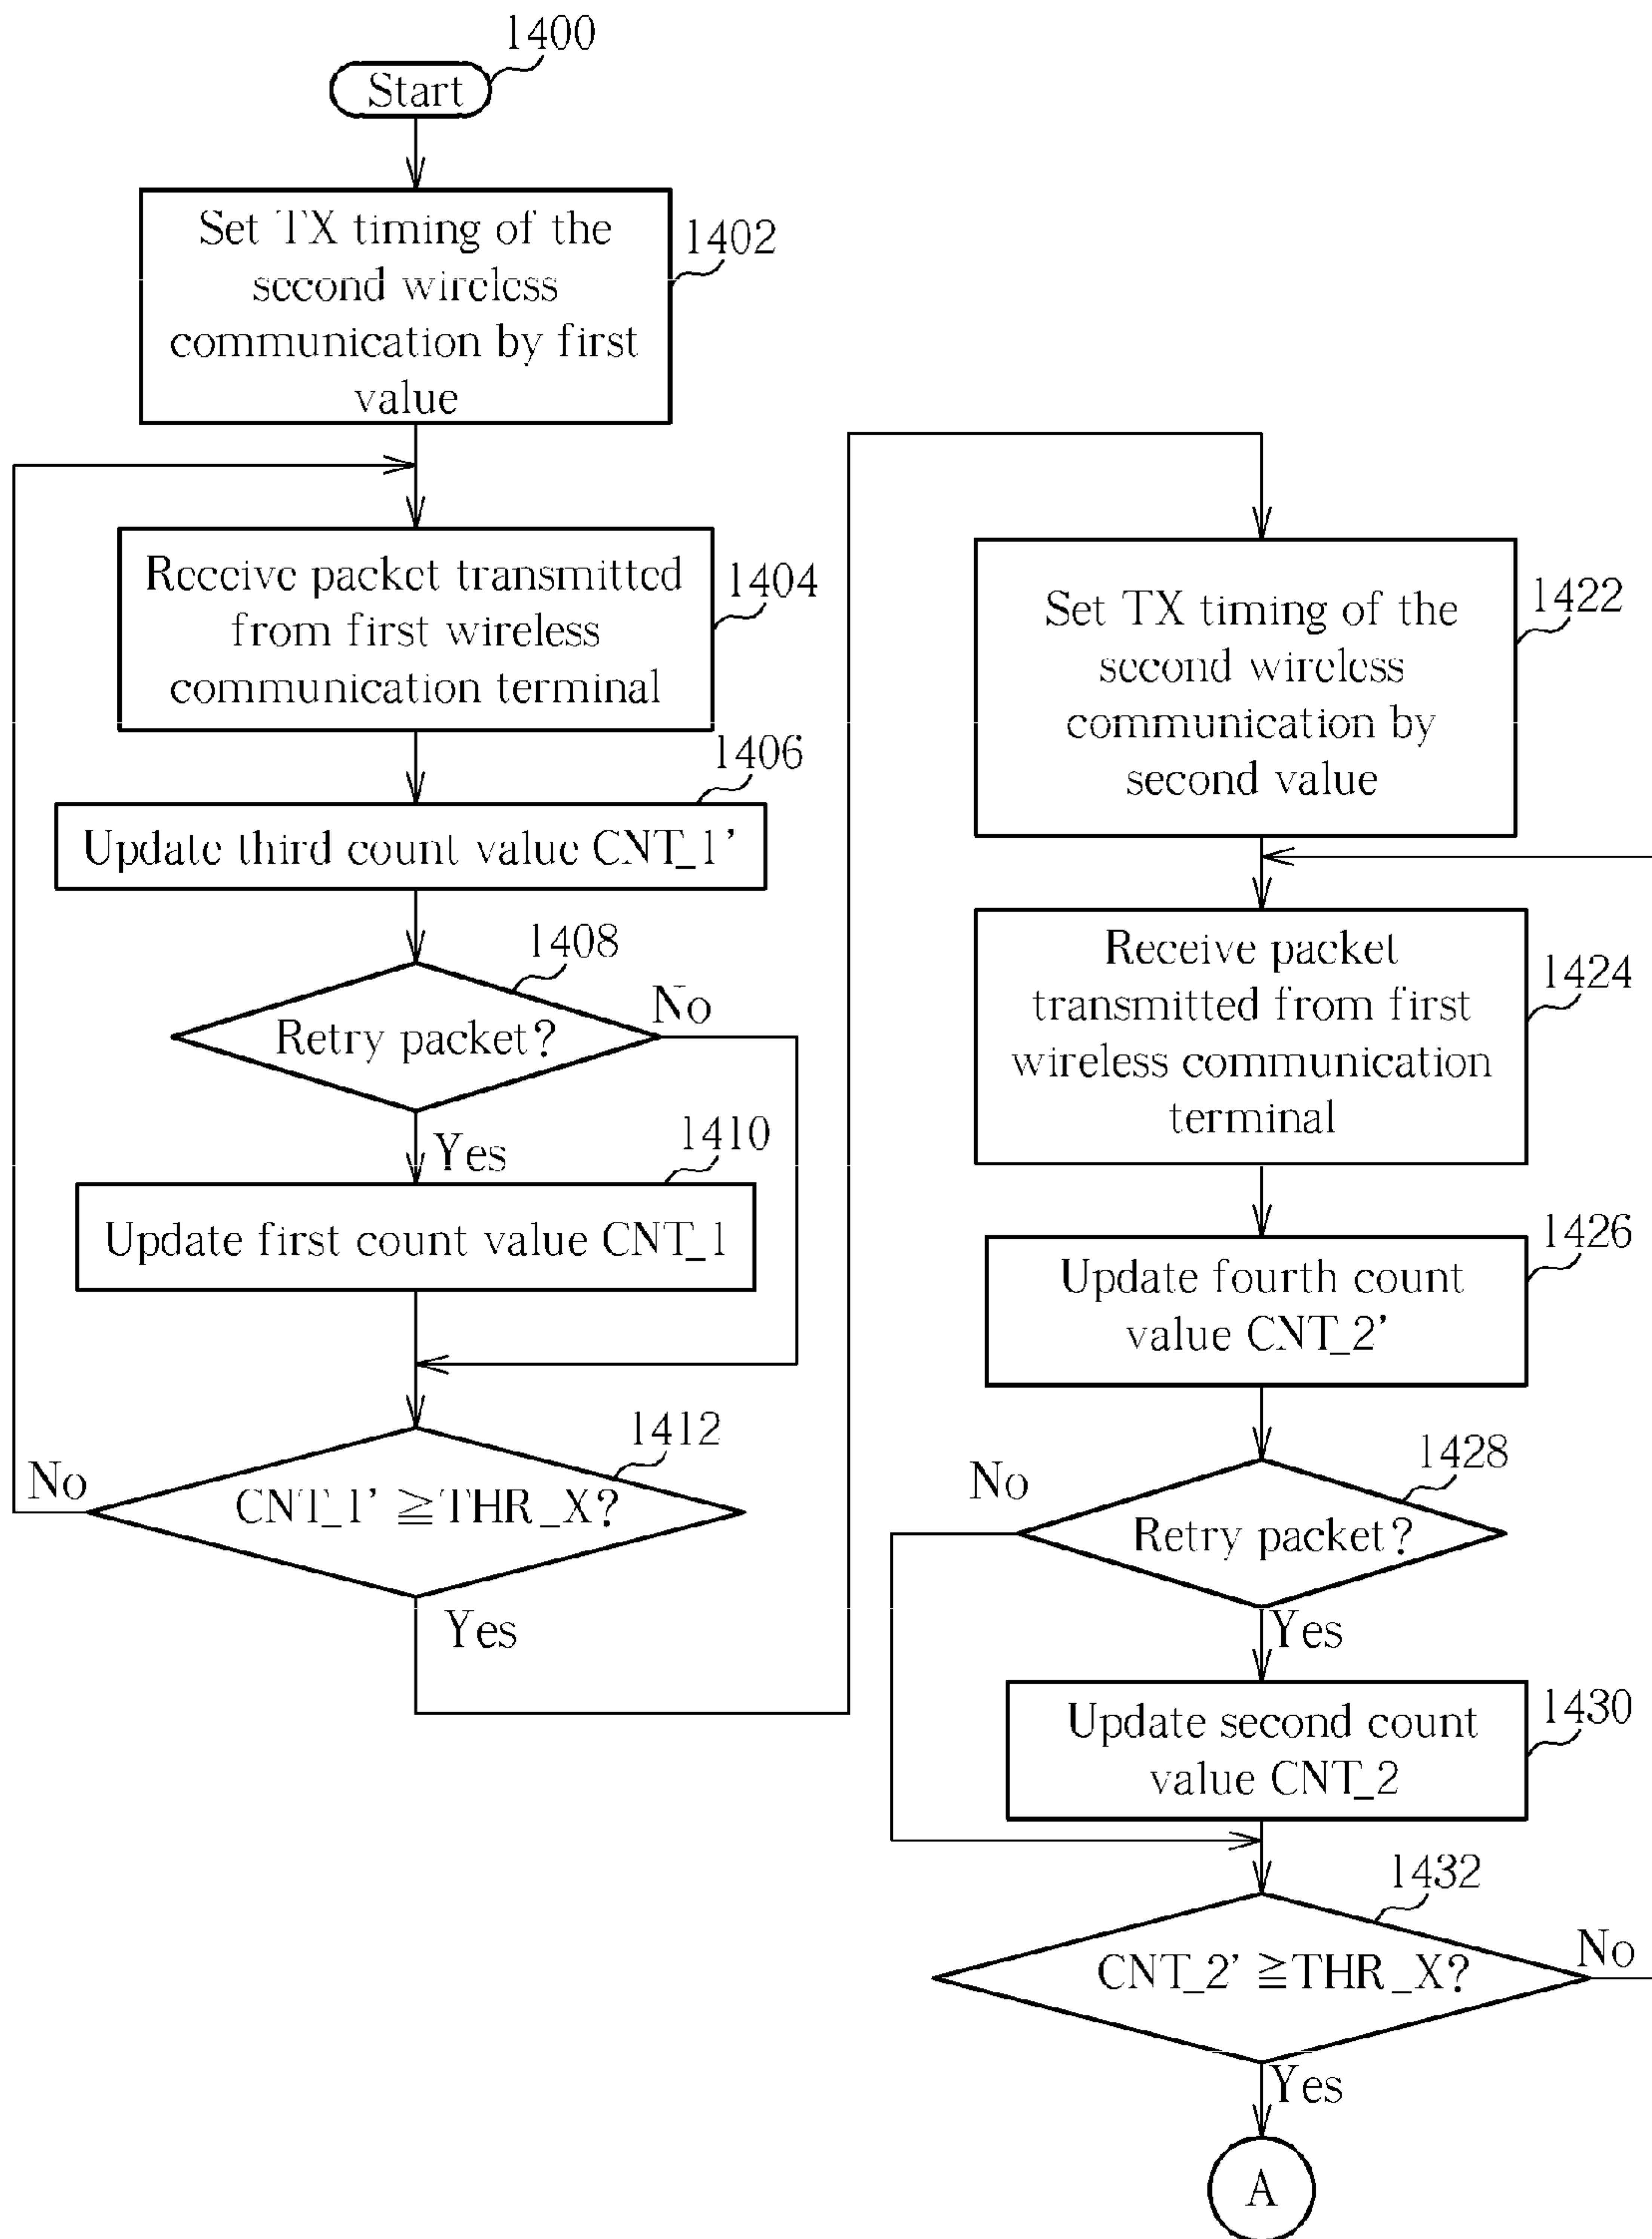 1400
Start
Set TX timing of the
second wireless
communication by first
value
1402
Receive packet transmitted
from first wireless
communication terminal
1404
1406
Update third count value CNT_1'
1408
Retry packet?
No
Yes
1410
Update first count value CNT_1
1412
No
CNT_1' ≧THR_X?
Yes
Set TX timing of the
second wireless
communication by
second value
1422
Receive packet
transmitted from first
wireless communication
terminal
1424
1426
Update fourth count
value CNT_2'
1428
No
Retry packet?
Yes
1430
Update second count
value CNT_2
1432
CNT_2' ≧THR_X?
No
Yes
A